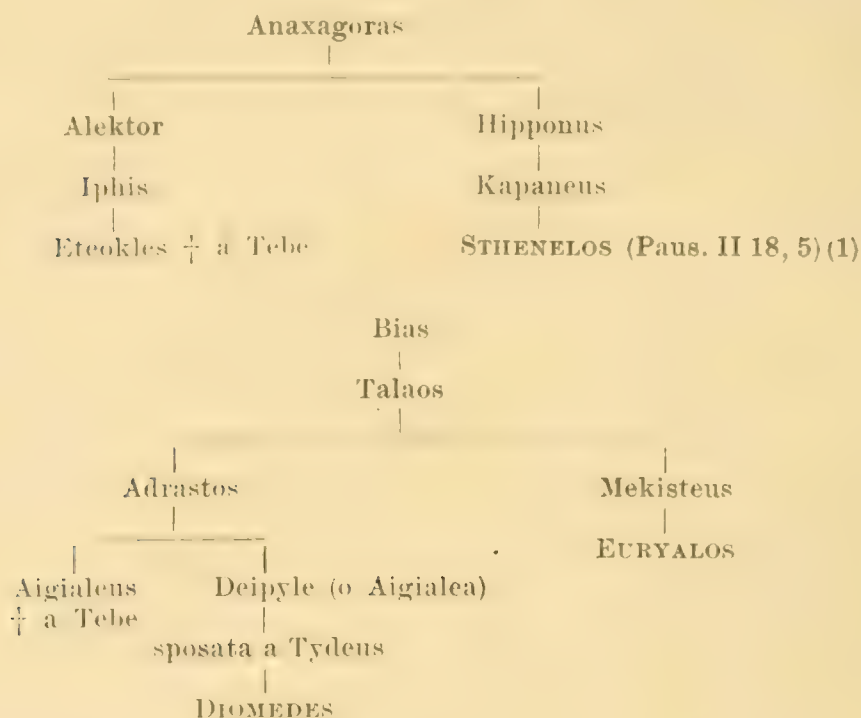 Anaxagoras
Alektor Hipponus
Iphis Kapaneus
Eteokles † a Tebe STHENELOS (Paus. II 18, 5) (1)
Bias
Talaos
Adrastos Mekisteus
EURYALOS
Aigialeus Deipyle (o Aigialea)
† a Tebe
sposata a Tydeus
DIOMEDES